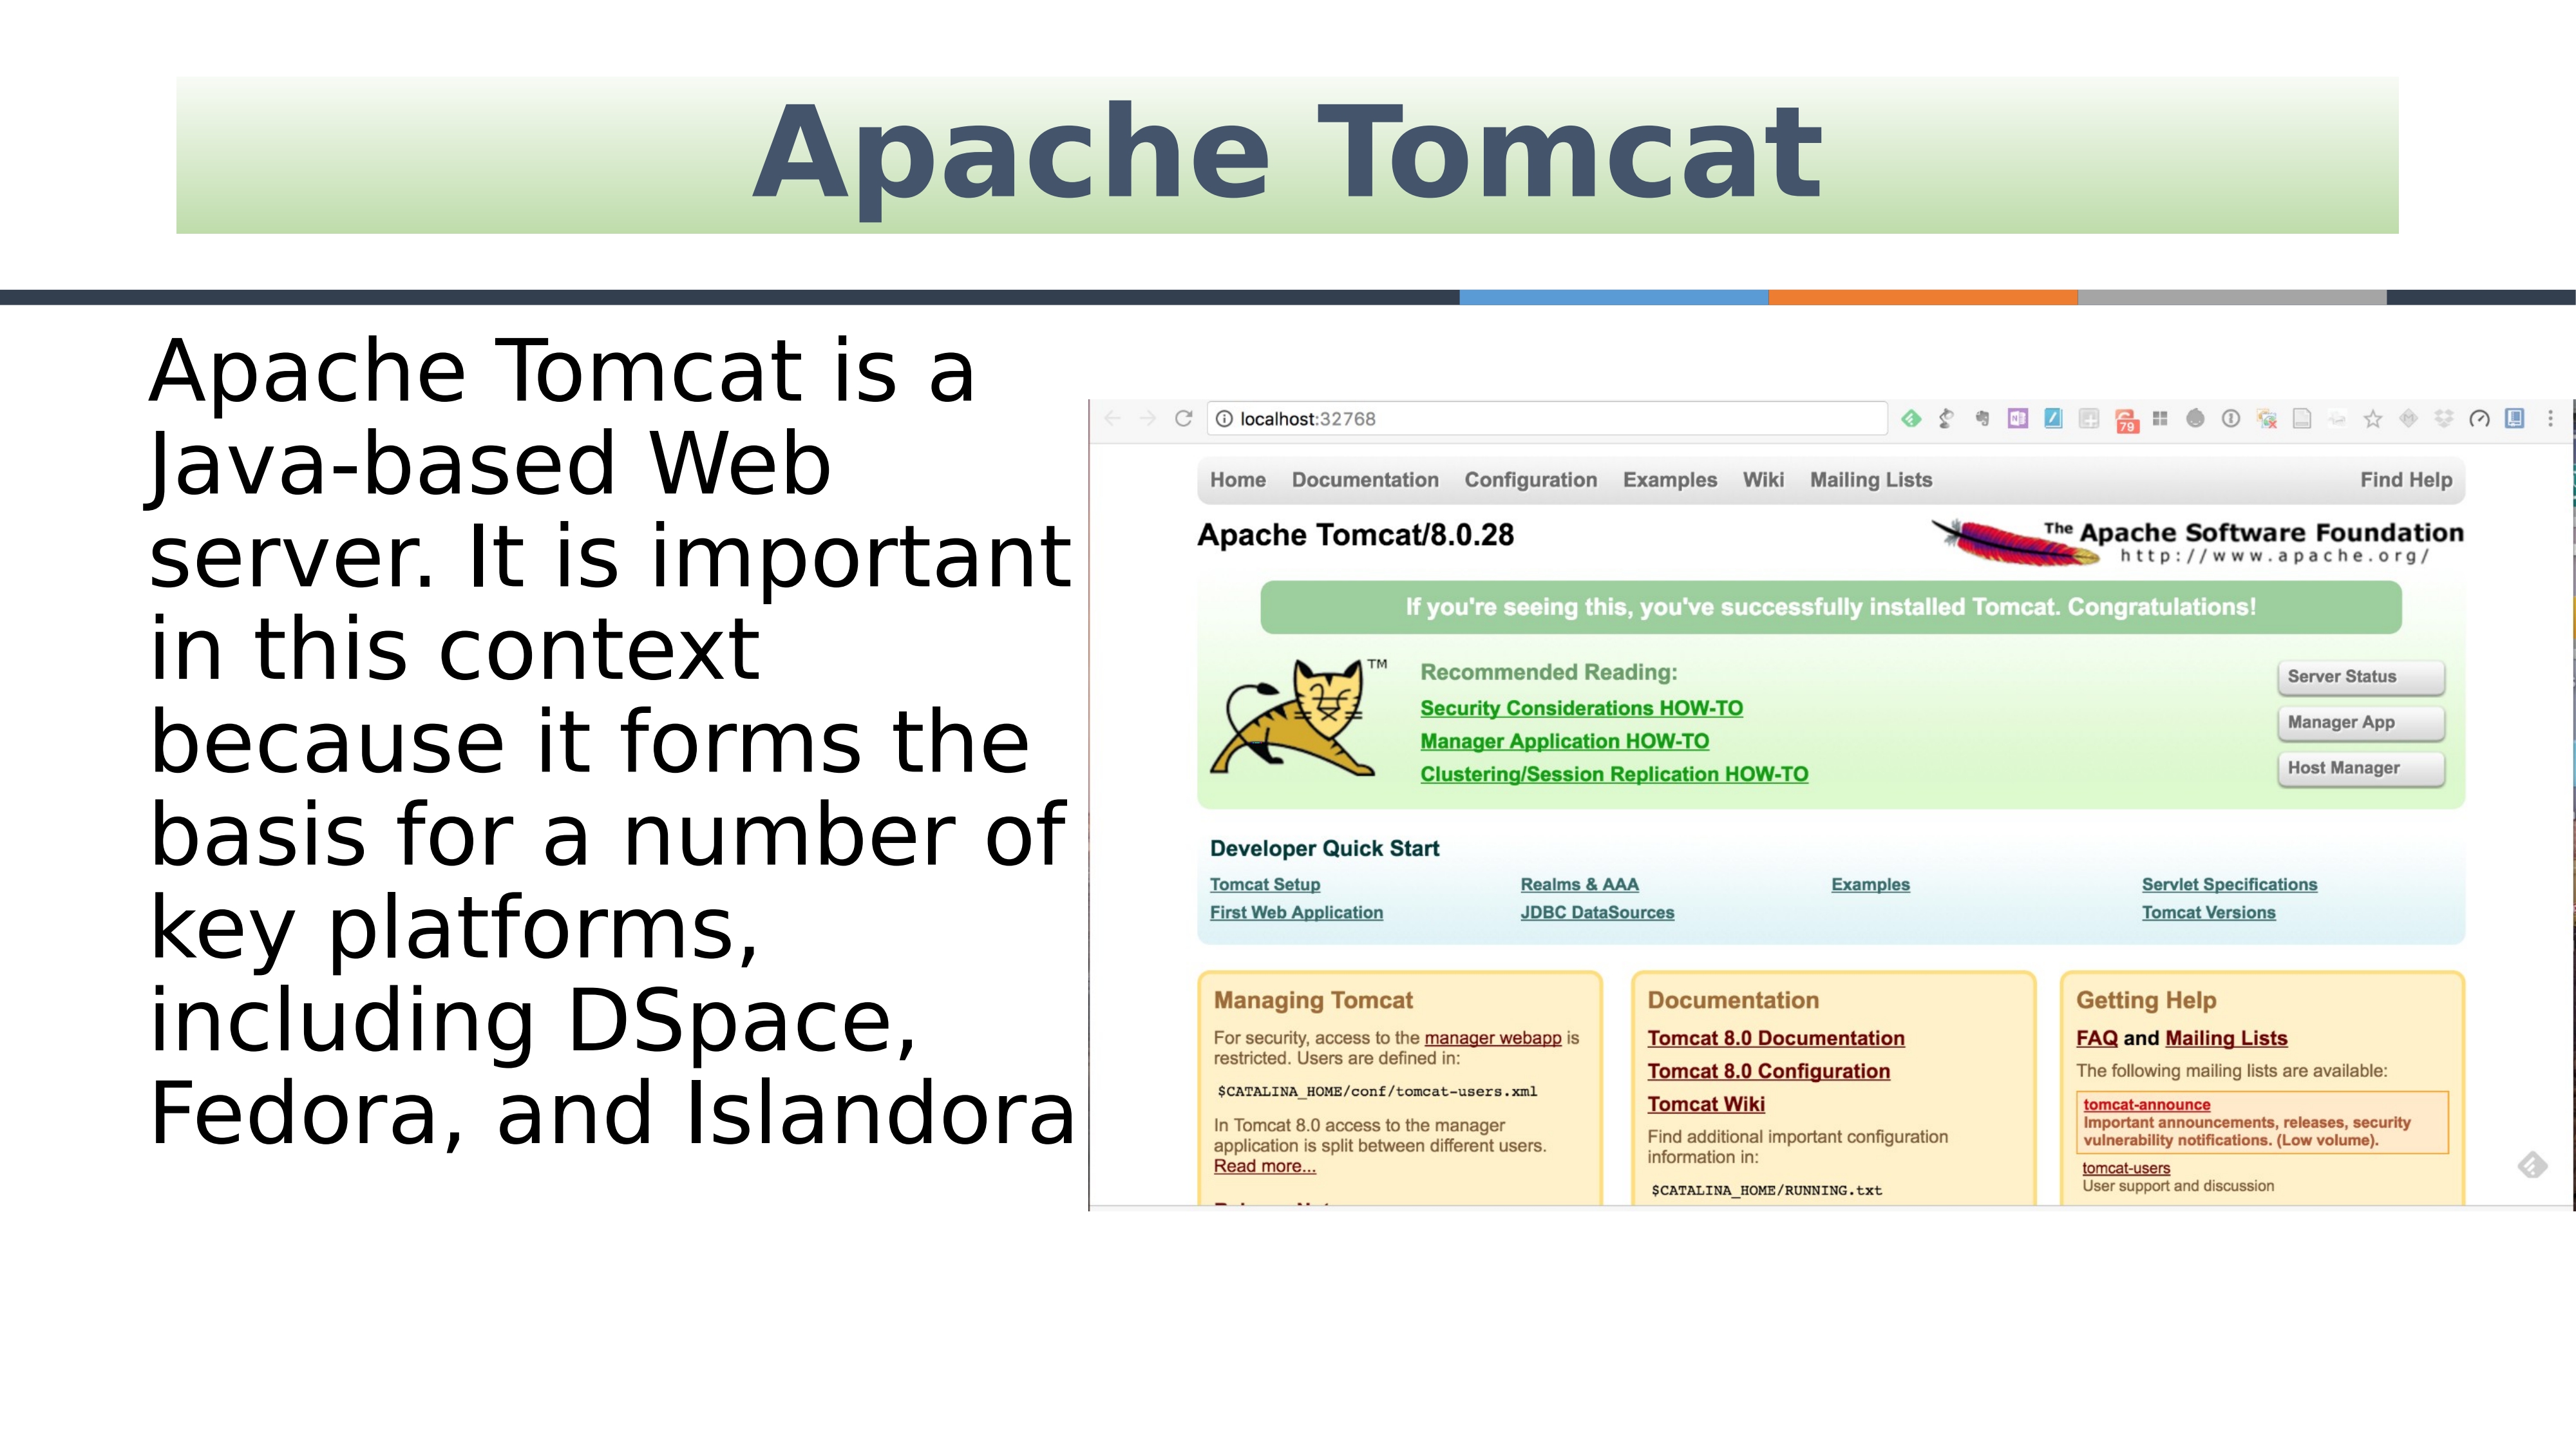 Apache Tomcat
Apache Tomcat is a
Java-based Web
server. It is important
in this context
because it forms the
basis for a number of
key platforms,
including DSpace,
Fedora, and Islandora
localhost:32768
79
Home Documentation Configuration Examples Wiki Mailing Lists Find Help
Apache Tomcat/8.0.28
The Apache Software Foundation
http://www.apache.org/
If you're seeing this, you've successfully installed Tomcat. Congratulations!
TM
Recommended Reading:
Security Considerations HOW-TO
Manager Application HOW-TO
Clustering/Session Replication HOW-TO
Server Status
Manager App
Host Manager
Developer Quick Start
Tomcat Setup Realms & AAA Examples Servlet Specifications
First Web Application JDBC DataSources Tomcat Versions
Managing Tomcat
For security, access to the manager webapp is
restricted. Users are defined in:
$CATALINA_HOME/conf/tomcat-users.xml
In Tomcat 8.0 access to the manager
application is split between different users.
Read more...
Documentation
Tomcat 8.0 Documentation
Tomcat 8.0 Configuration
Tomcat Wiki
Find additional important configuration
information in:
$CATALINA_HOME/RUNNING.txt
Getting Help
FAQ and Mailing Lists
The following mailing lists are available:
tomcat-announce
Important announcements, releases, security
vulnerability notifications. (Low volume).
tomcat-users
User support and discussion